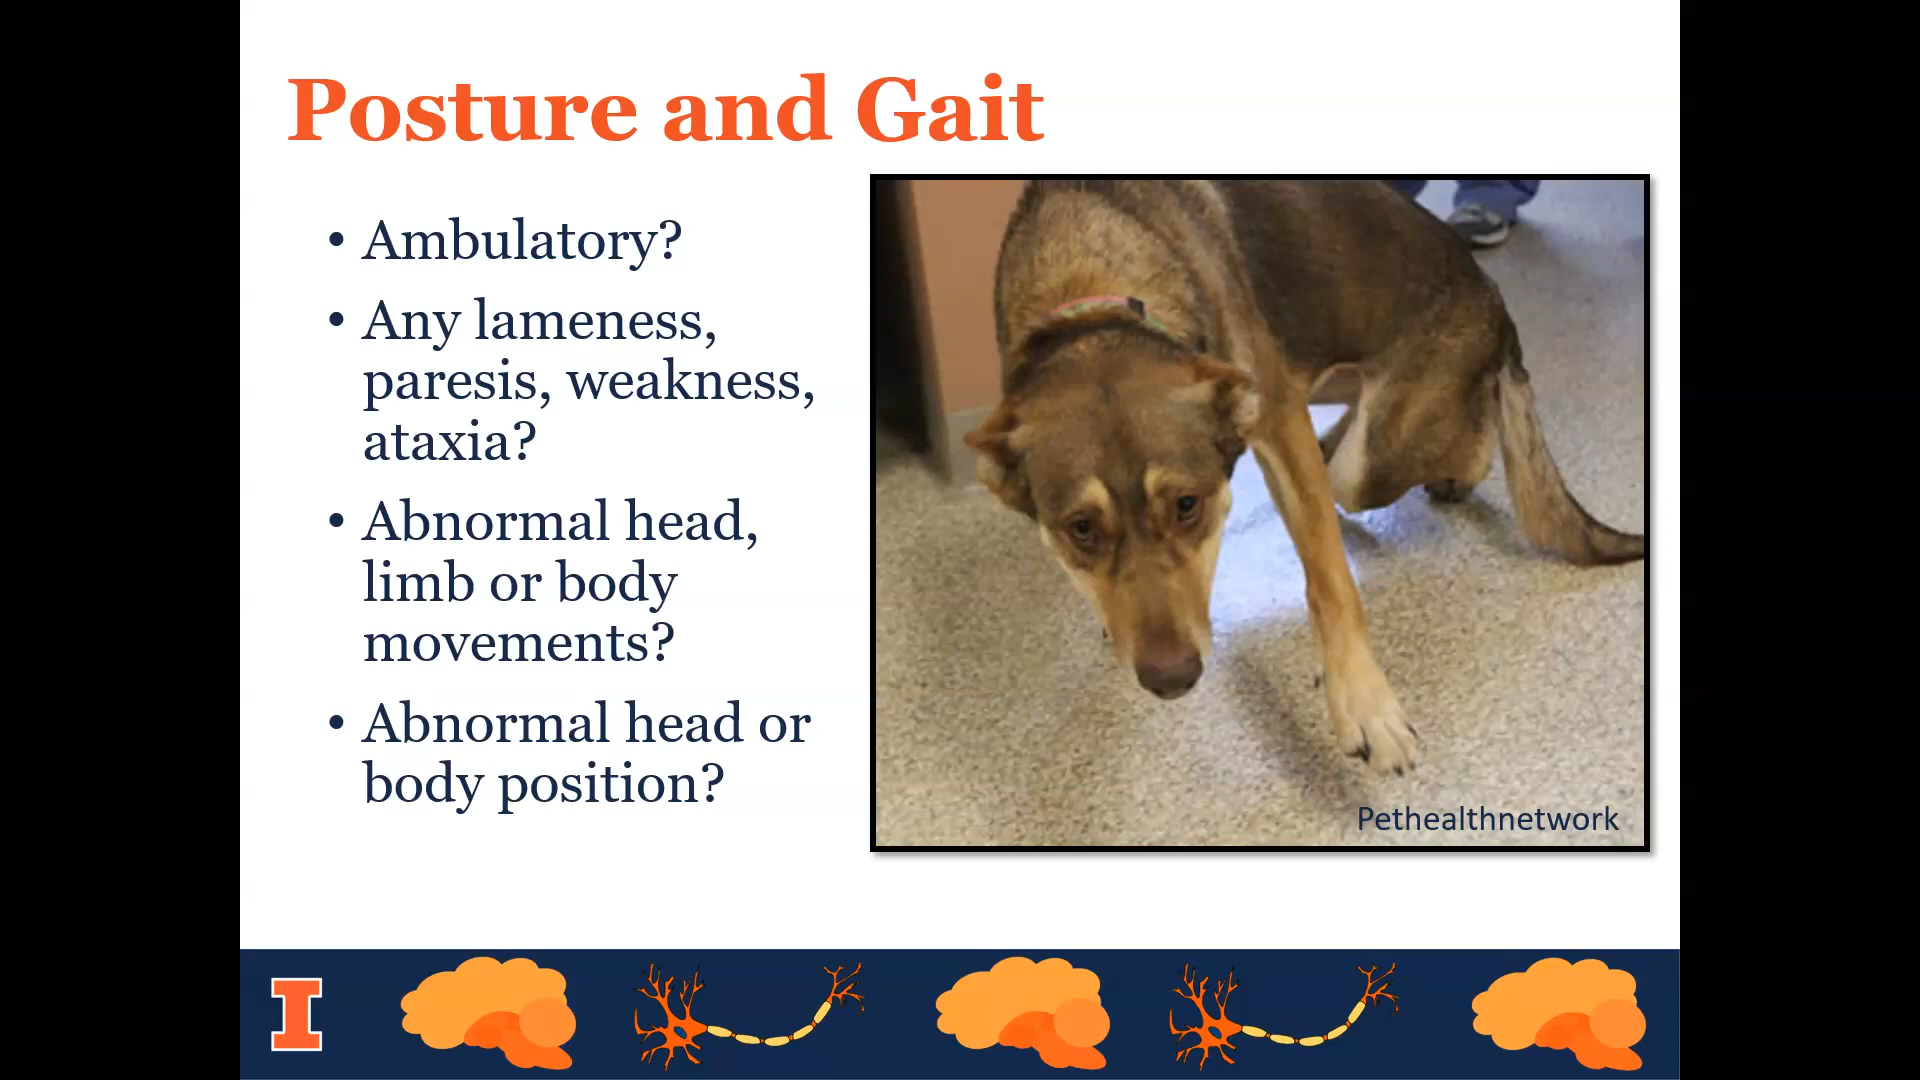 Posture and Gait
• Ambulatory?
• Any lameness,
paresis, weakness,
ataxia?
• Abnormal head,
limb or body
movements?
• Abnormal head or
body position?
Pethealthnetwork
I